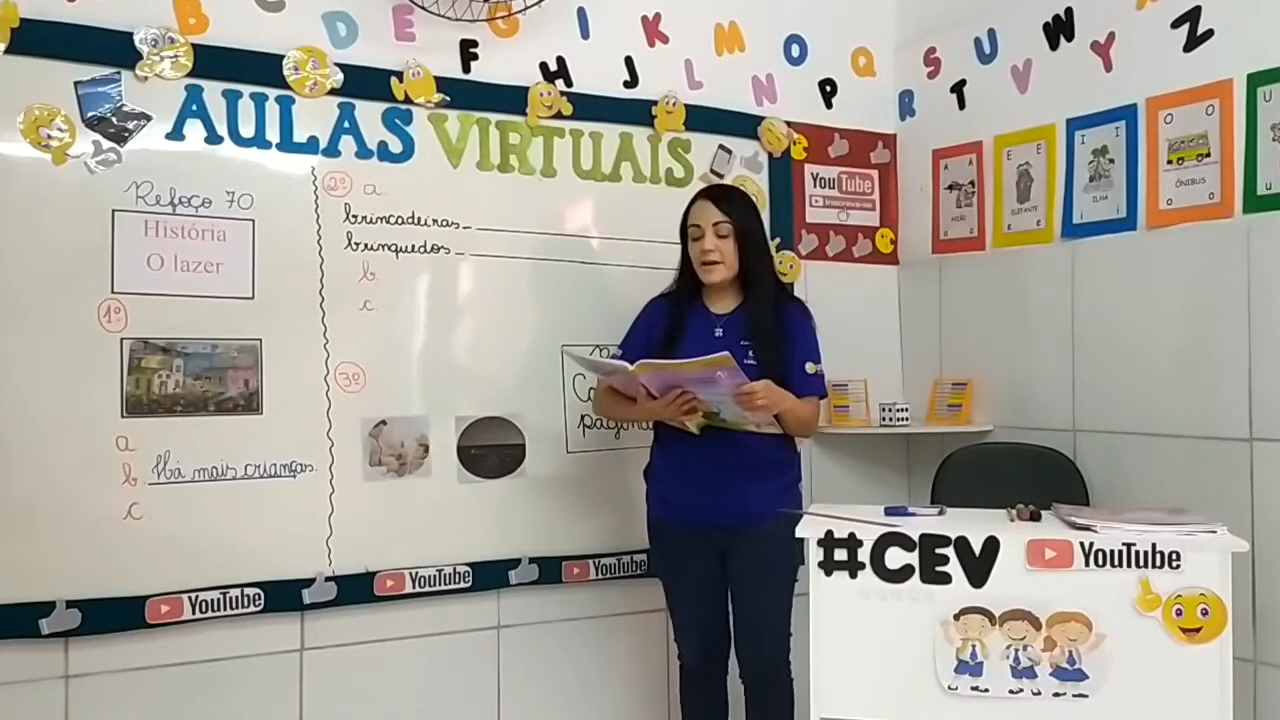 B C D E F G H I J K L M N O P Q R S T U V W Y Z
AULAS VIRTUAIS
Refoço 70
História
O lazer
1º
a
b. Há mais crianças.
c
2º a
brincadeiras
brinquedos
b.
c.
3º
YouTube
YouTube
YouTube
YouTube
Inscreva-se
A A
AVIÃO
E E
ELEFANTE
e e
I I
ILHA
O O
ÔNIBUS
U
u
#CEV
YouTube